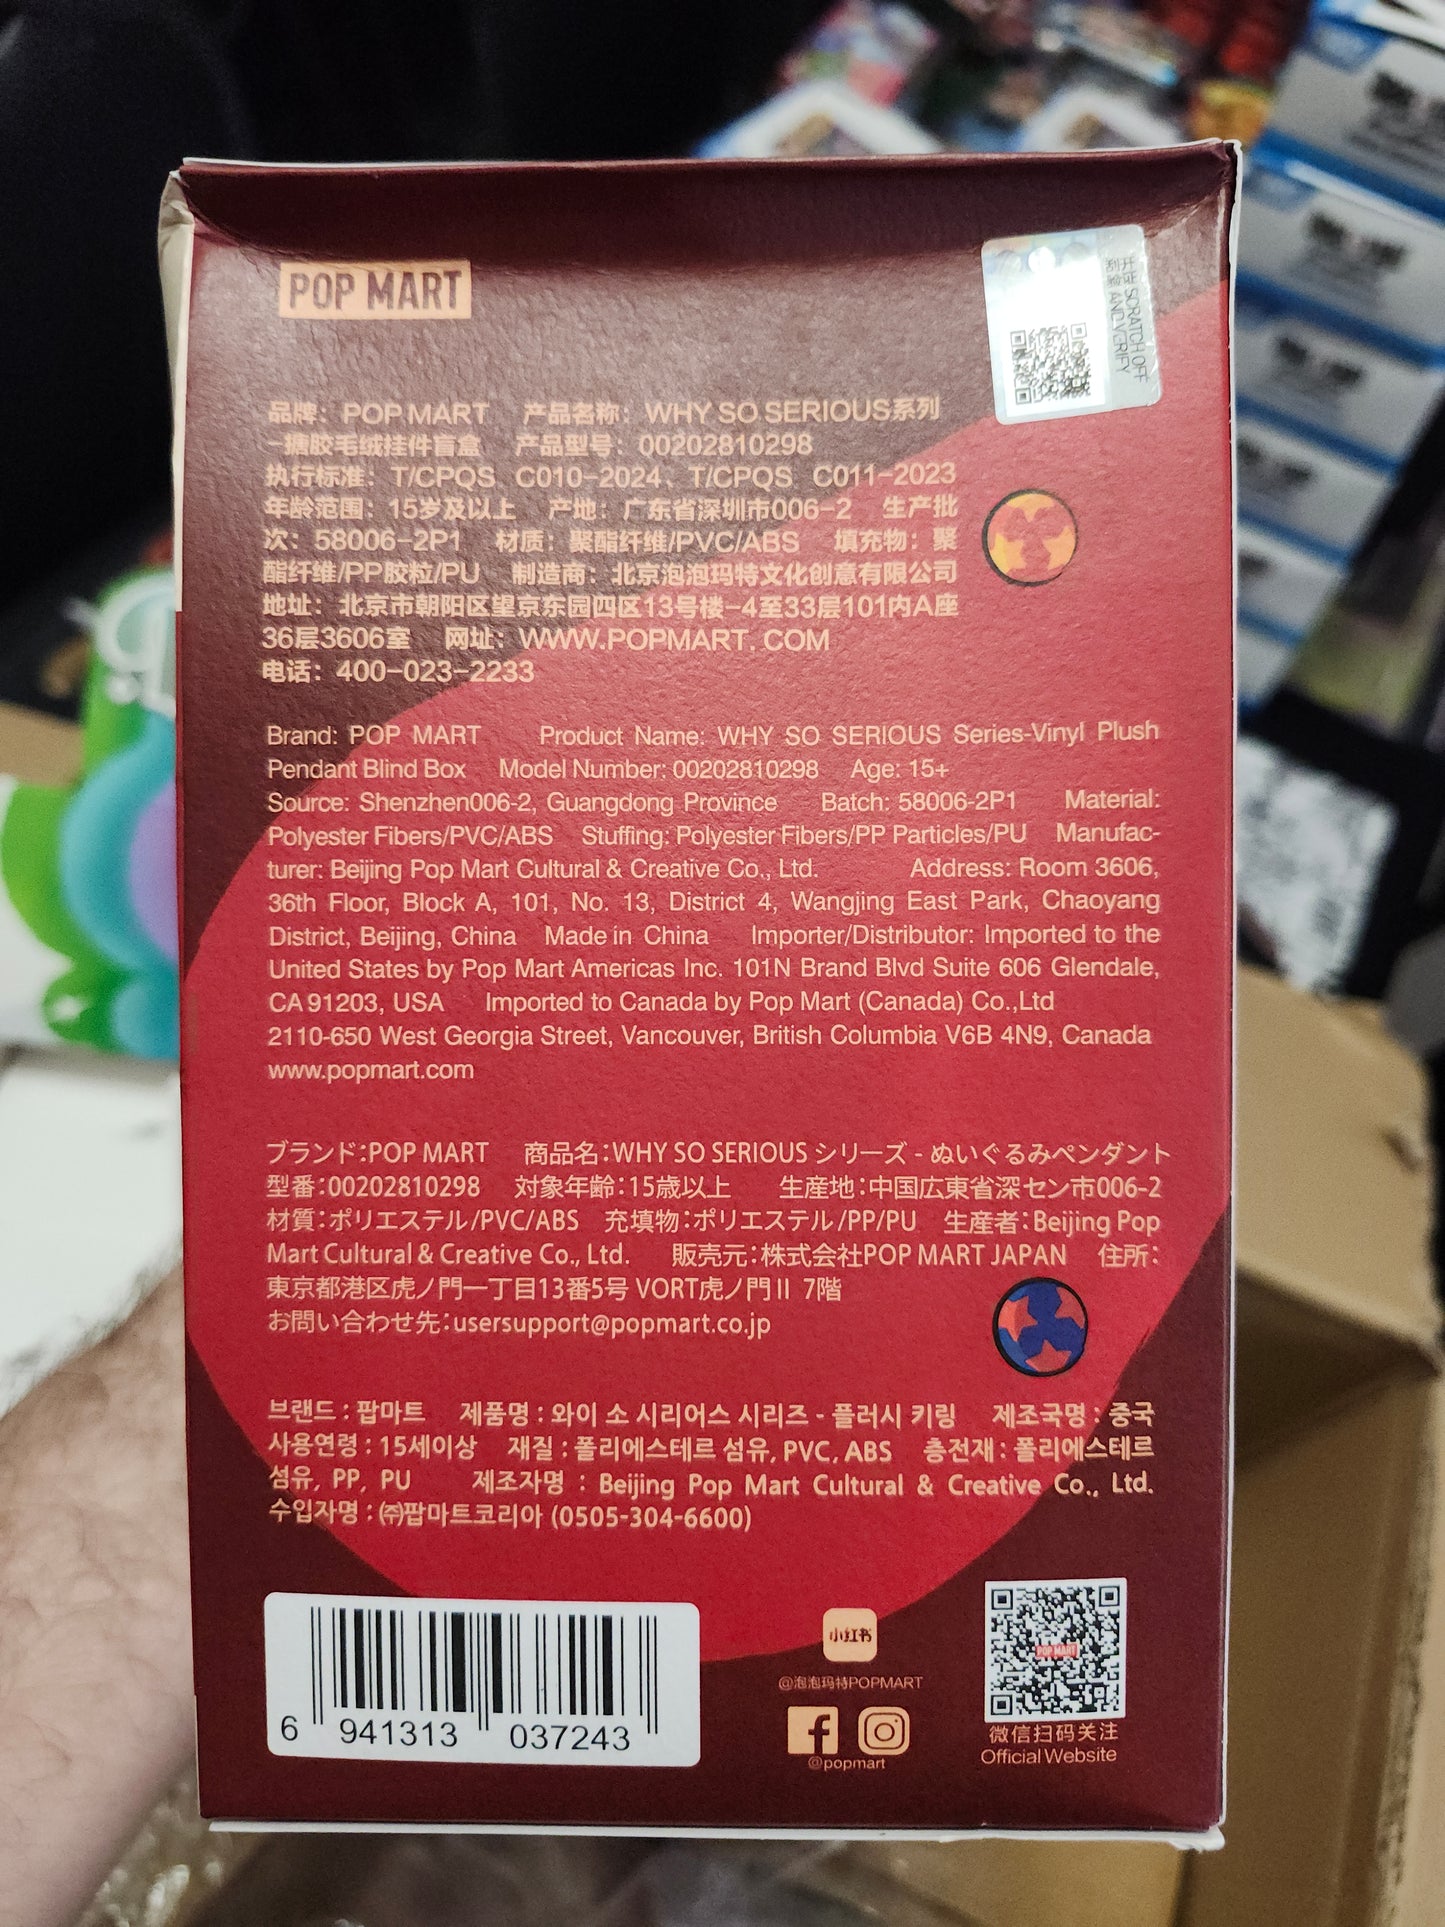 POP MART
开齿 SCRATCH OFF
刮窿 AND VERIFY
品牌：POP MART 产品名称：WHY SO SERIOUS系列
-搪胶毛绒挂件盲盒 产品型号：00202810298
执行标准：T/CPQS C010-2024、T/CPQS C011-2023
年龄范围：15岁及以上 产地：广东省深圳市006-2 生产批
次：58006-2P1 材质：聚酯纤维/PVC/ABS 填充物：聚
酯纤维/PP胶粒/PU 制造商：北京泡泡玛特文化创意有限公司
地址：北京市朝阳区望京东园四区13号楼-4至33层101内A座
36层3606室 网址：WWW.POPMART.COM
电话：400-023-2233
Brand: POP MART Product Name: WHY SO SERIOUS Series-Vinyl Plush
Pendant Blind Box Model Number: 00202810298 Age: 15+
Source: Shenzhen006-2, Guangdong Province Batch: 58006-2P1 Material:
Polyester Fibers/PVC/ABS Stuffing: Polyester Fibers/PP Particles/PU Manufac-
turer: Beijing Pop Mart Cultural & Creative Co., Ltd. Address: Room 3606,
36th Floor, Block A, 101, No. 13, District 4, Wangjing East Park, Chaoyang
District, Beijing, China Made in China Importer/Distributor: Imported to the
United States by Pop Mart Americas Inc. 101N Brand Blvd Suite 606 Glendale,
CA 91203, USA Imported to Canada by Pop Mart (Canada) Co.,Ltd
2110-650 West Georgia Street, Vancouver, British Columbia V6B 4N9, Canada
www.popmart.com
ブランド：POP MART 商品名：WHY SO SERIOUS シリーズ - ぬいぐるみペンダント
型番：00202810298 対象年齢：15歳以上 生産地：中国広東省深セン市006-2
材質：ポリエステル/PVC/ABS 充填物：ポリエステル/PP/PU 生産者：Beijing Pop
Mart Cultural & Creative Co., Ltd. 販売元：株式会社POP MART JAPAN 住所：
東京都港区虎ノ門一丁目13番5号 VORT虎ノ門II 7階
お問い合わせ先：usersupport@popmart.co.jp
브랜드 : 팝마트 제품명 : 와이 소 시리어스 시리즈 - 플러시 키링 제조국명 : 중국
사용연령 : 15세이상 재질 : 폴리에스테르 섬유, PVC, ABS 충전재 : 폴리에스테르
섬유, PP, PU 제조자명 : Beijing Pop Mart Cultural & Creative Co., Ltd.
수입자명 : ㈜팝마트코리아 (0505-304-6600)
6 941313 037243
小红书
@泡泡玛特POPMART
@popmart
POP MART
微信扫码关注
Official Website